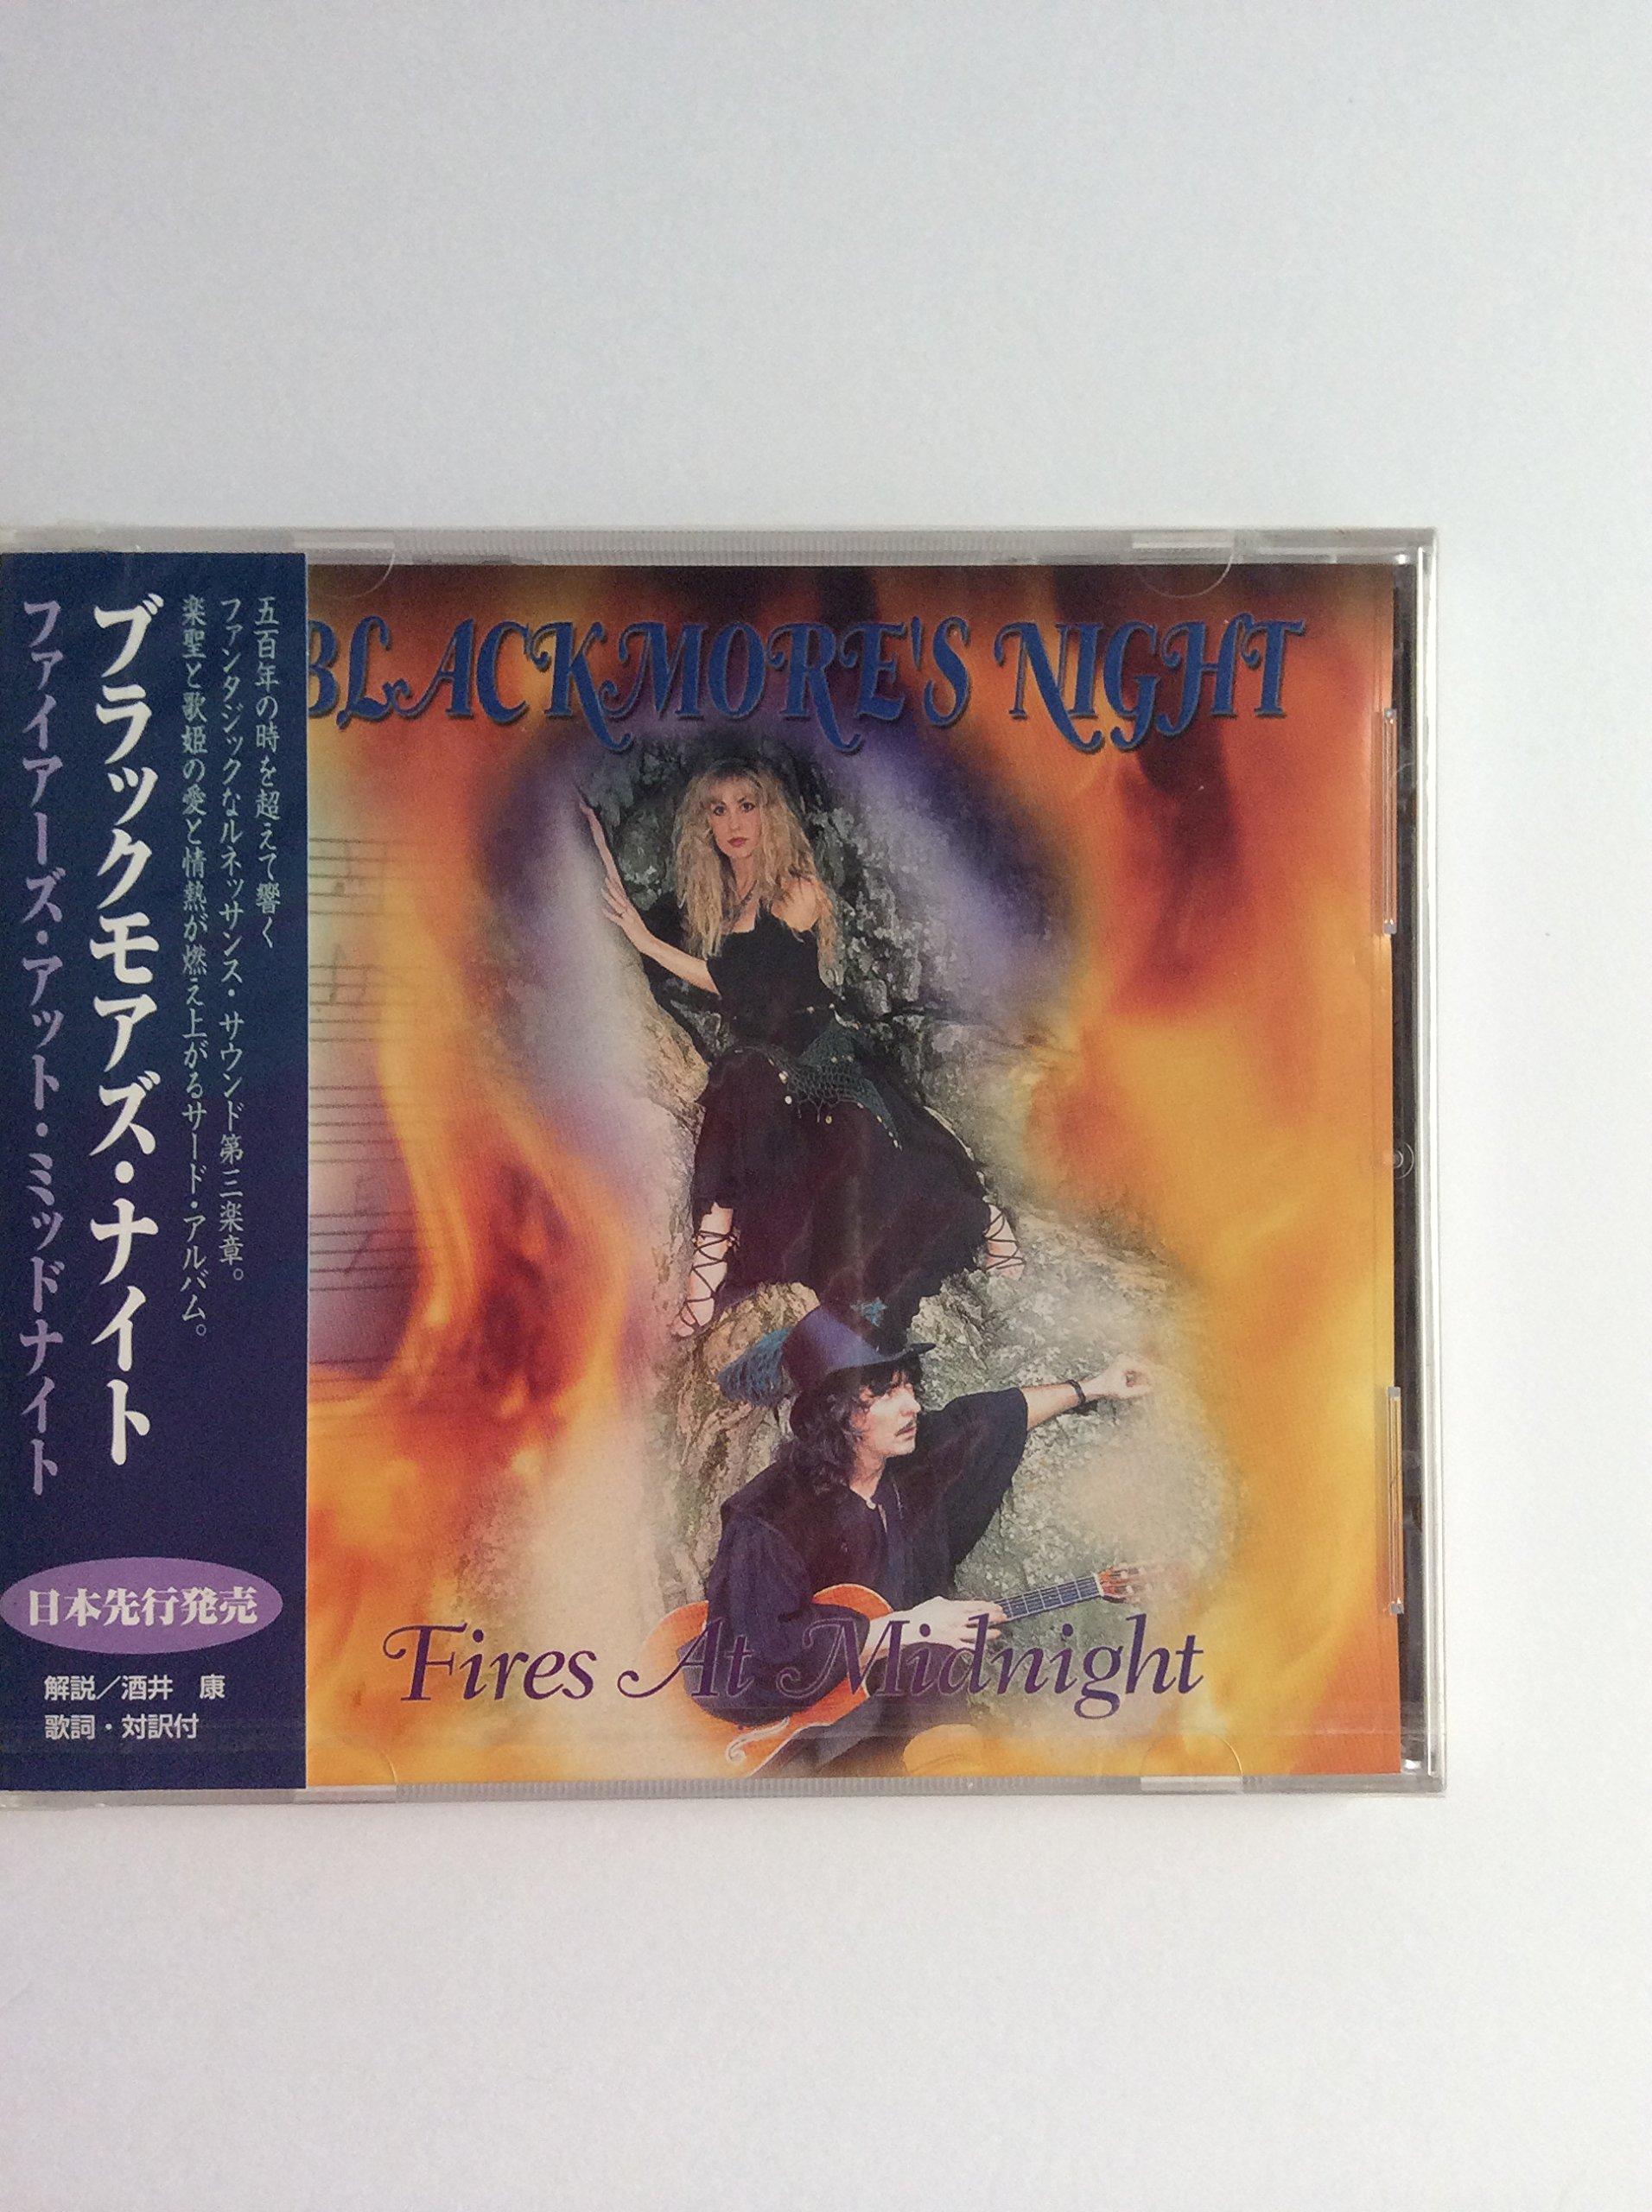 五百年の時を超えて響く
ファンタジックなルネッサンス・サウンド第三楽章。
楽聖と歌姫の愛と情熱が燃え上がるサード・アルバム。
ブラックモアズ・ナイト
ファイアーズ・アット・ミッドナイト
日本先行発売
解説／酒井 康
歌詞・対訳付
BLACKMORE'S NIGHT
Fires At Midnight